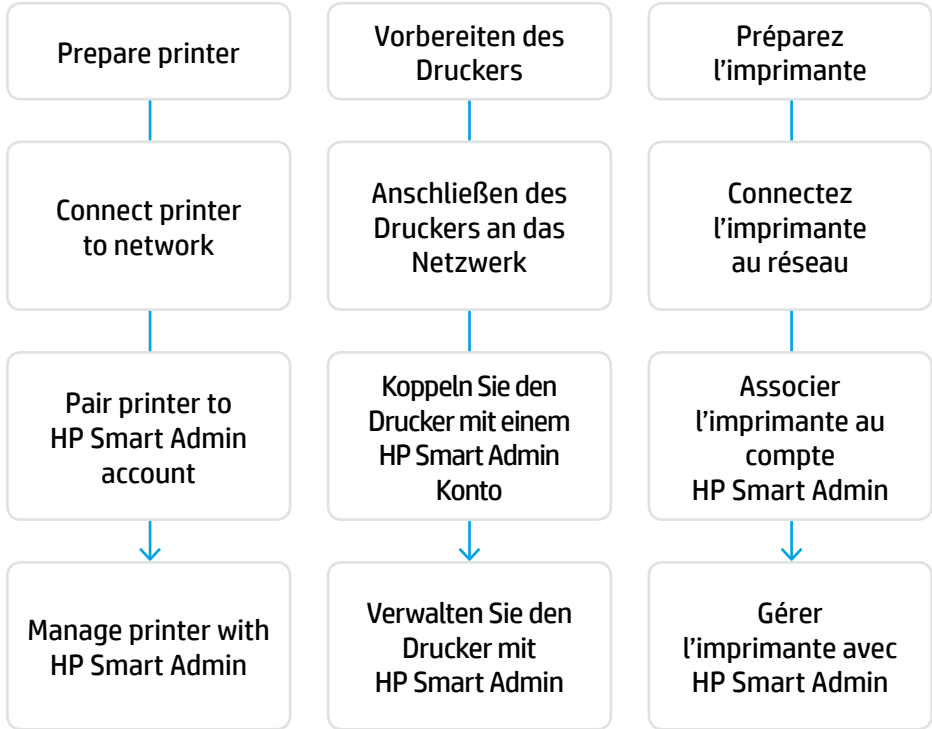 Prepare printer
Connect printer
to network
Pair printer to
HP Smart Admin
account
Manage printer with
HP Smart Admin
Vorbereiten des
Druckers
Anschließen des
Druckers an das
Netzwerk
Koppeln Sie den
Drucker mit einem
HP Smart Admin
Konto
Verwalten Sie den
Drucker mit
HP Smart Admin
Préparez
l’imprimante
Connectez
l’imprimante
au réseau
Associer
l’imprimante au
compte
HP Smart Admin
Gérer
l’imprimante avec
HP Smart Admin